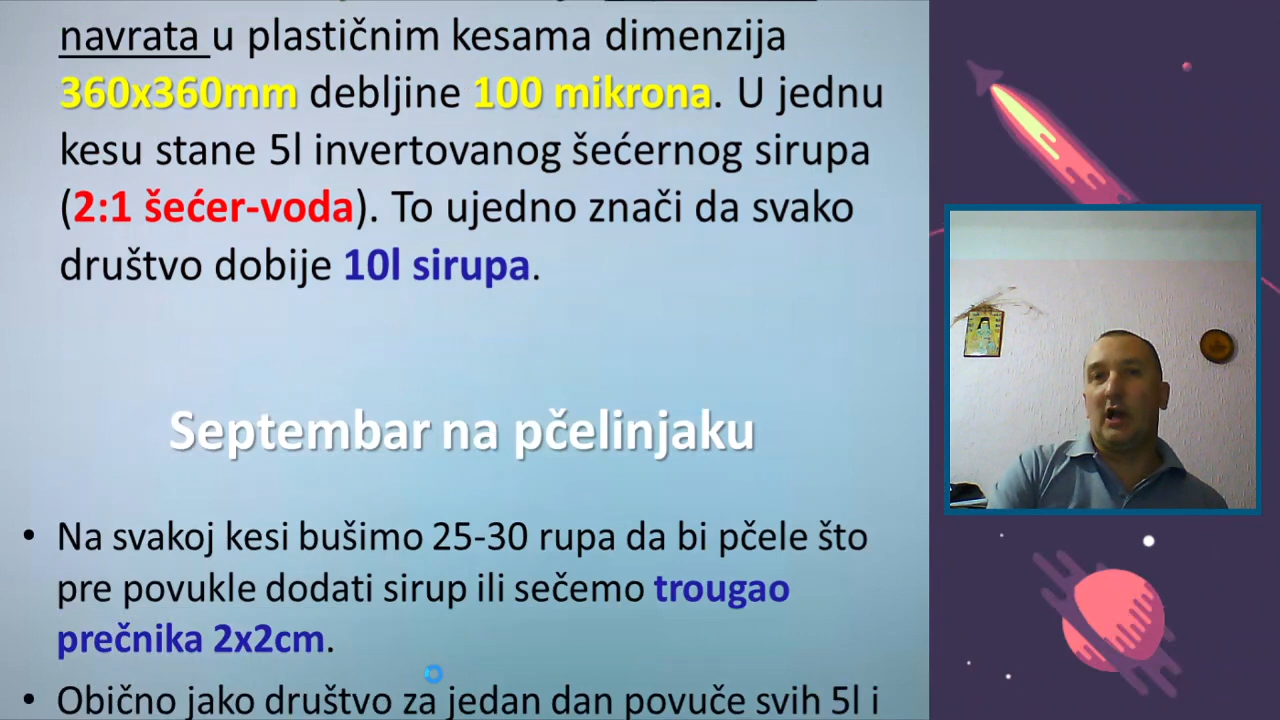 navrata u plastičnim kesama dimenzija
360x360mm debljine 100 mikrona. U jednu
kesu stane 5l invertovanog šećernog sirupa
(2:1 šećer-voda). To ujedno znači da svako
društvo dobije 10l sirupa.
Septembar na pčelinjaku
• Na svakoj kesi bušimo 25-30 rupa da bi pčele što
pre povukle dodati sirup ili sečemo trougao
prečnika 2x2cm.
• Obično jako društvo za jedan dan povuče svih 5l i